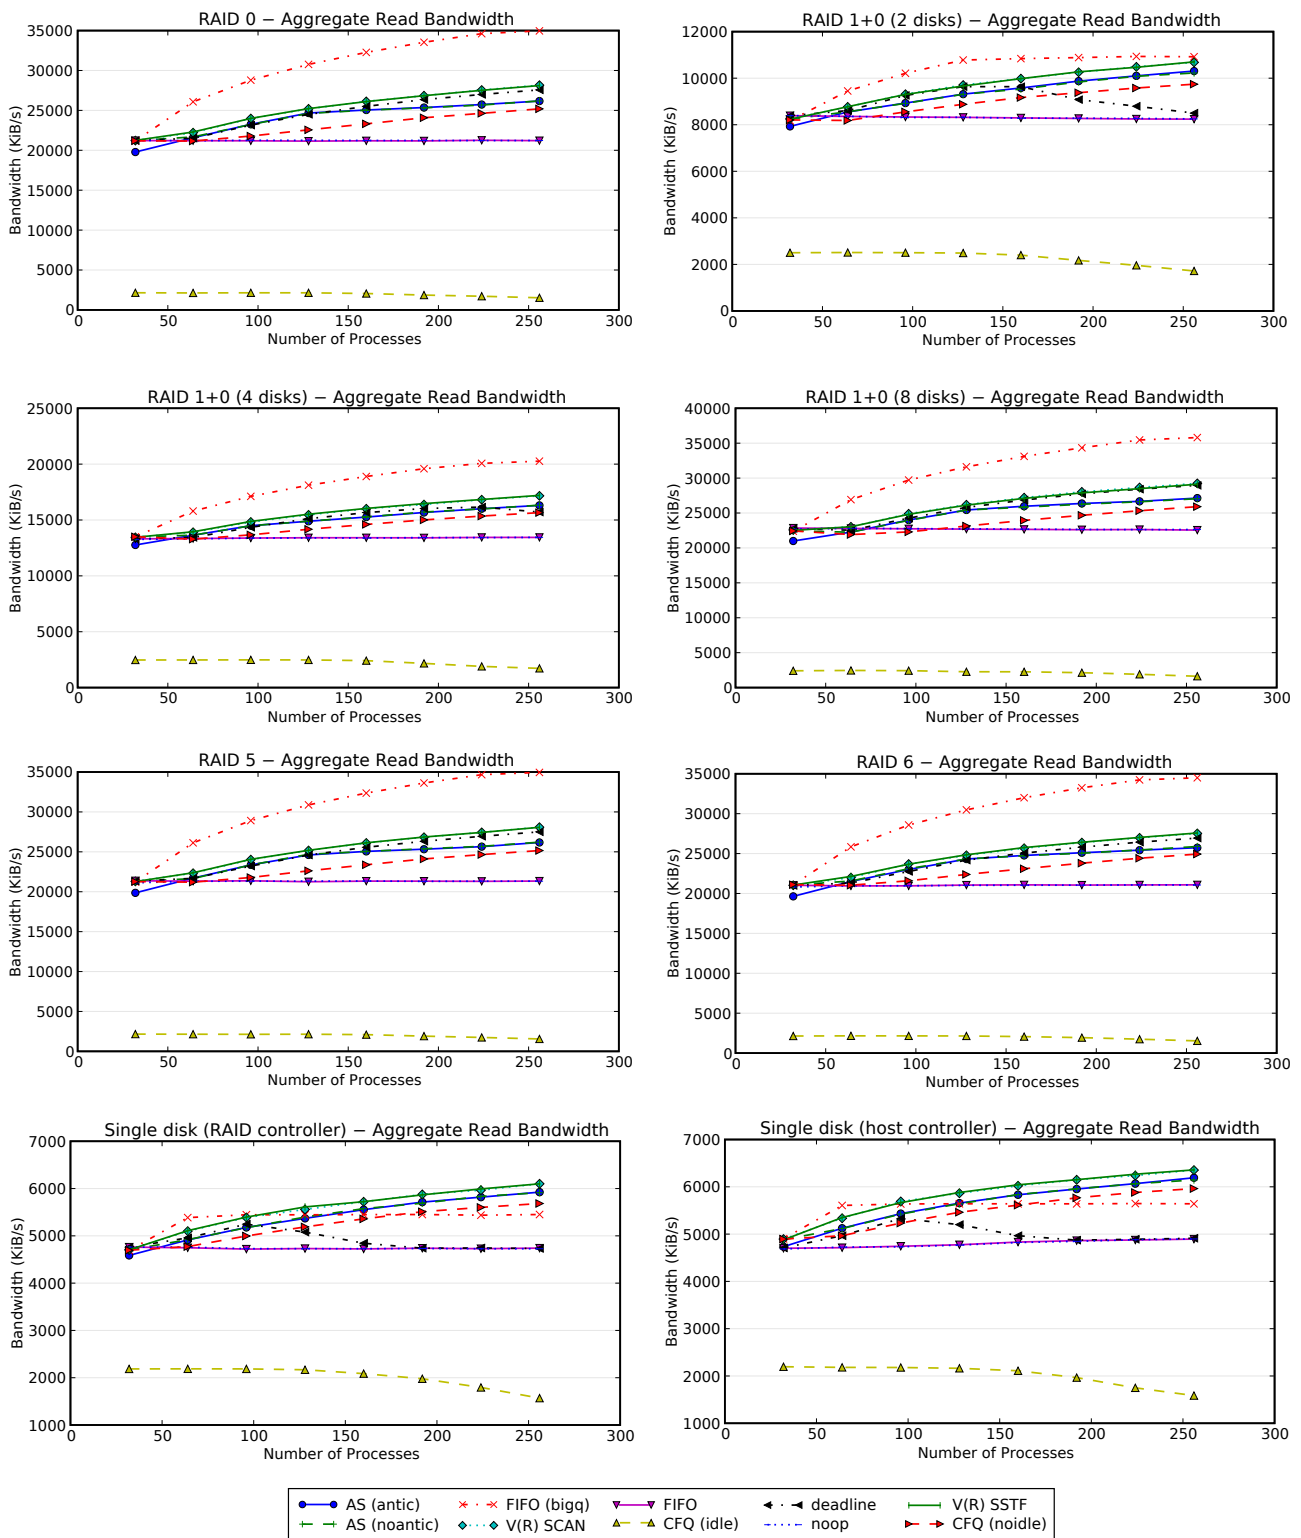 RAID 0 − Aggregate Read Bandwidth
35000
30000
25000
20000
15000
10000
5000
0
Bandwidth (KiB/s)
0 50 100 150 200 250 300
Number of Processes
RAID 1+0 (2 disks) − Aggregate Read Bandwidth
12000
10000
8000
6000
4000
2000
0
Bandwidth (KiB/s)
0 50 100 150 200 250 300
Number of Processes
RAID 1+0 (4 disks) − Aggregate Read Bandwidth
25000
20000
15000
10000
5000
0
Bandwidth (KiB/s)
0 50 100 150 200 250 300
Number of Processes
RAID 1+0 (8 disks) − Aggregate Read Bandwidth
40000
35000
30000
25000
20000
15000
10000
5000
0
Bandwidth (KiB/s)
0 50 100 150 200 250 300
Number of Processes
RAID 5 − Aggregate Read Bandwidth
35000
30000
25000
20000
15000
10000
5000
0
Bandwidth (KiB/s)
0 50 100 150 200 250 300
Number of Processes
RAID 6 − Aggregate Read Bandwidth
35000
30000
25000
20000
15000
10000
5000
0
Bandwidth (KiB/s)
0 50 100 150 200 250 300
Number of Processes
Single disk (RAID controller) − Aggregate Read Bandwidth
7000
6000
5000
4000
3000
2000
1000
Bandwidth (KiB/s)
0 50 100 150 200 250 300
Number of Processes
Single disk (host controller) − Aggregate Read Bandwidth
7000
6000
5000
4000
3000
2000
1000
Bandwidth (KiB/s)
0 50 100 150 200 250 300
Number of Processes
AS (antic) FIFO (bigq) FIFO deadline V(R) SSTF
AS (noantic) V(R) SCAN CFQ (idle) noop CFQ (noidle)